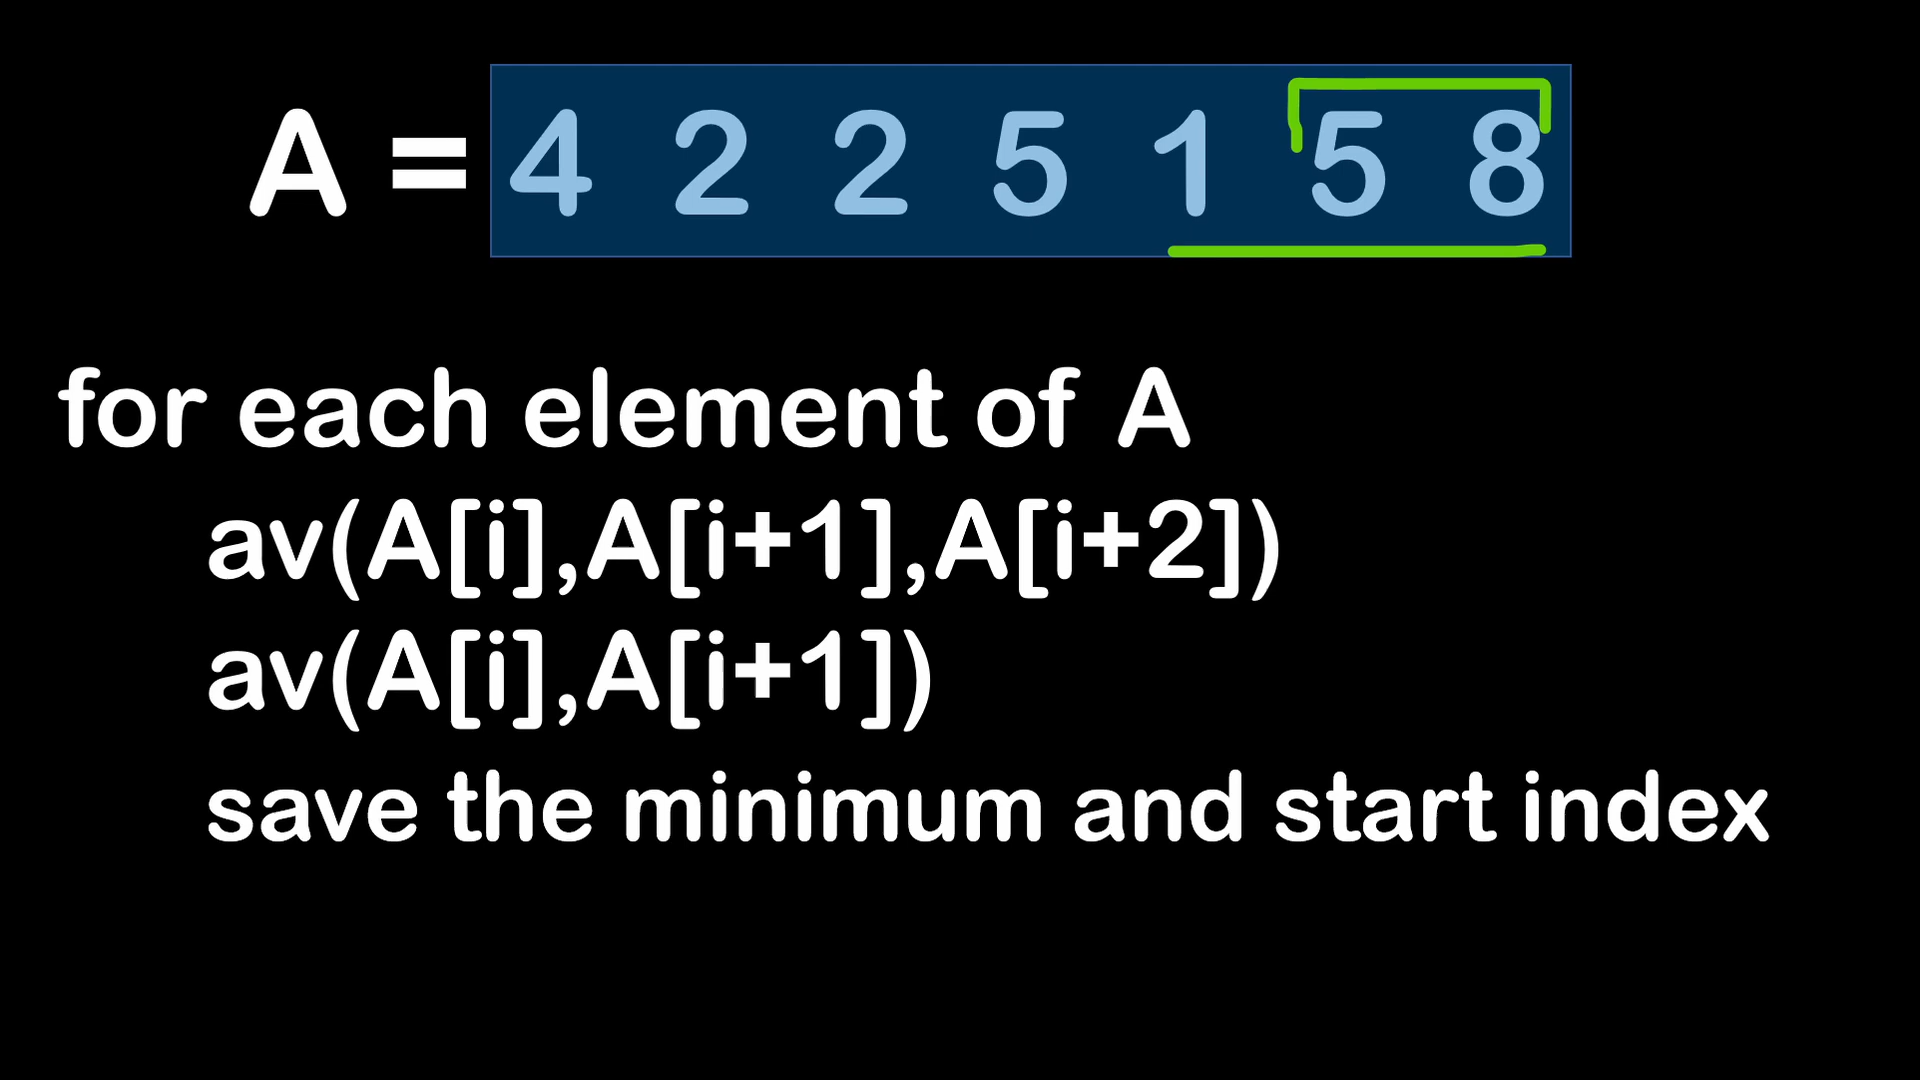 A = 4 2 2 5 1 5 8
for each element of A
av(A[i],A[i+1],A[i+2])
av(A[i],A[i+1])
save the minimum and start index